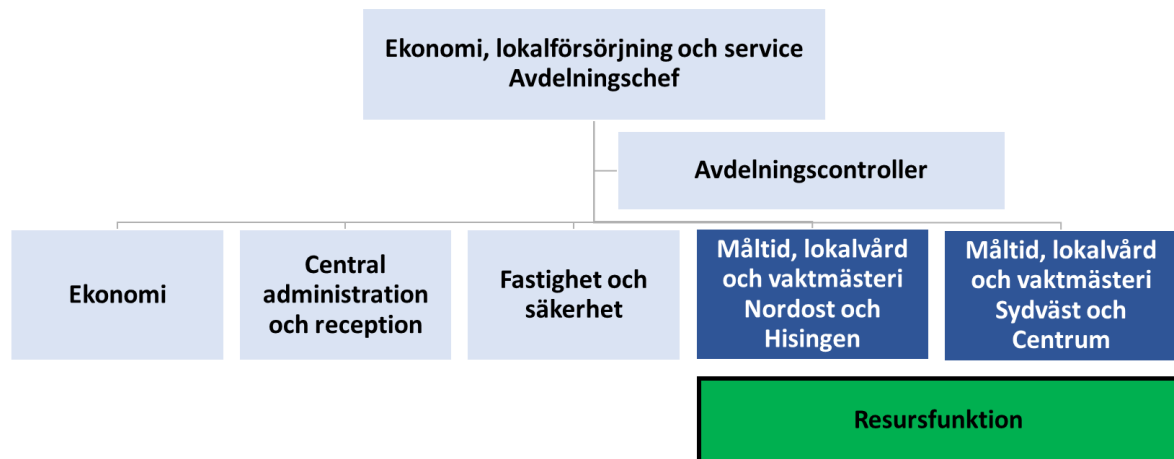 Ekonomi, lokalförsörjning och service
Avdelningschef
Avdelningscontroller
Ekonomi
Central
administration
och reception
Fastighet och
säkerhet
Måltid, lokalvård
och vaktmästeri
Nordost och
Hisingen
Måltid, lokalvård
och vaktmästeri
Sydväst och
Centrum
Resursfunktion